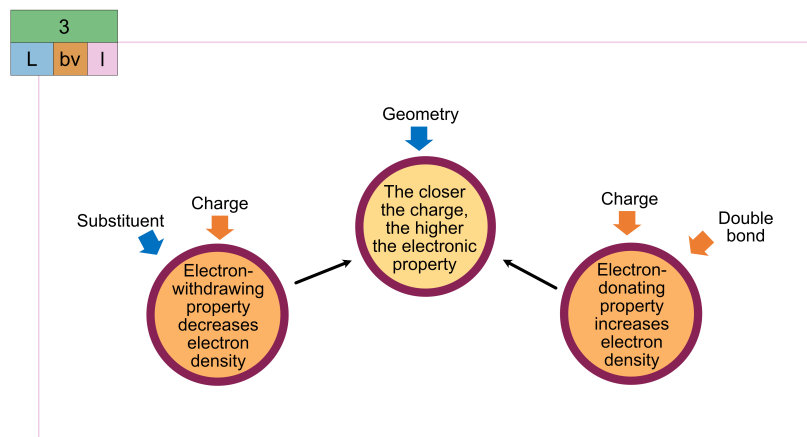 3
L bv I
Geometry
The closer
the charge,
the higher
the electronic
property
Substituent
Charge
Electron-
withdrawing
property
decreases
electron
density
Charge
Double
bond
Electron-
donating
property
increases
electron
density